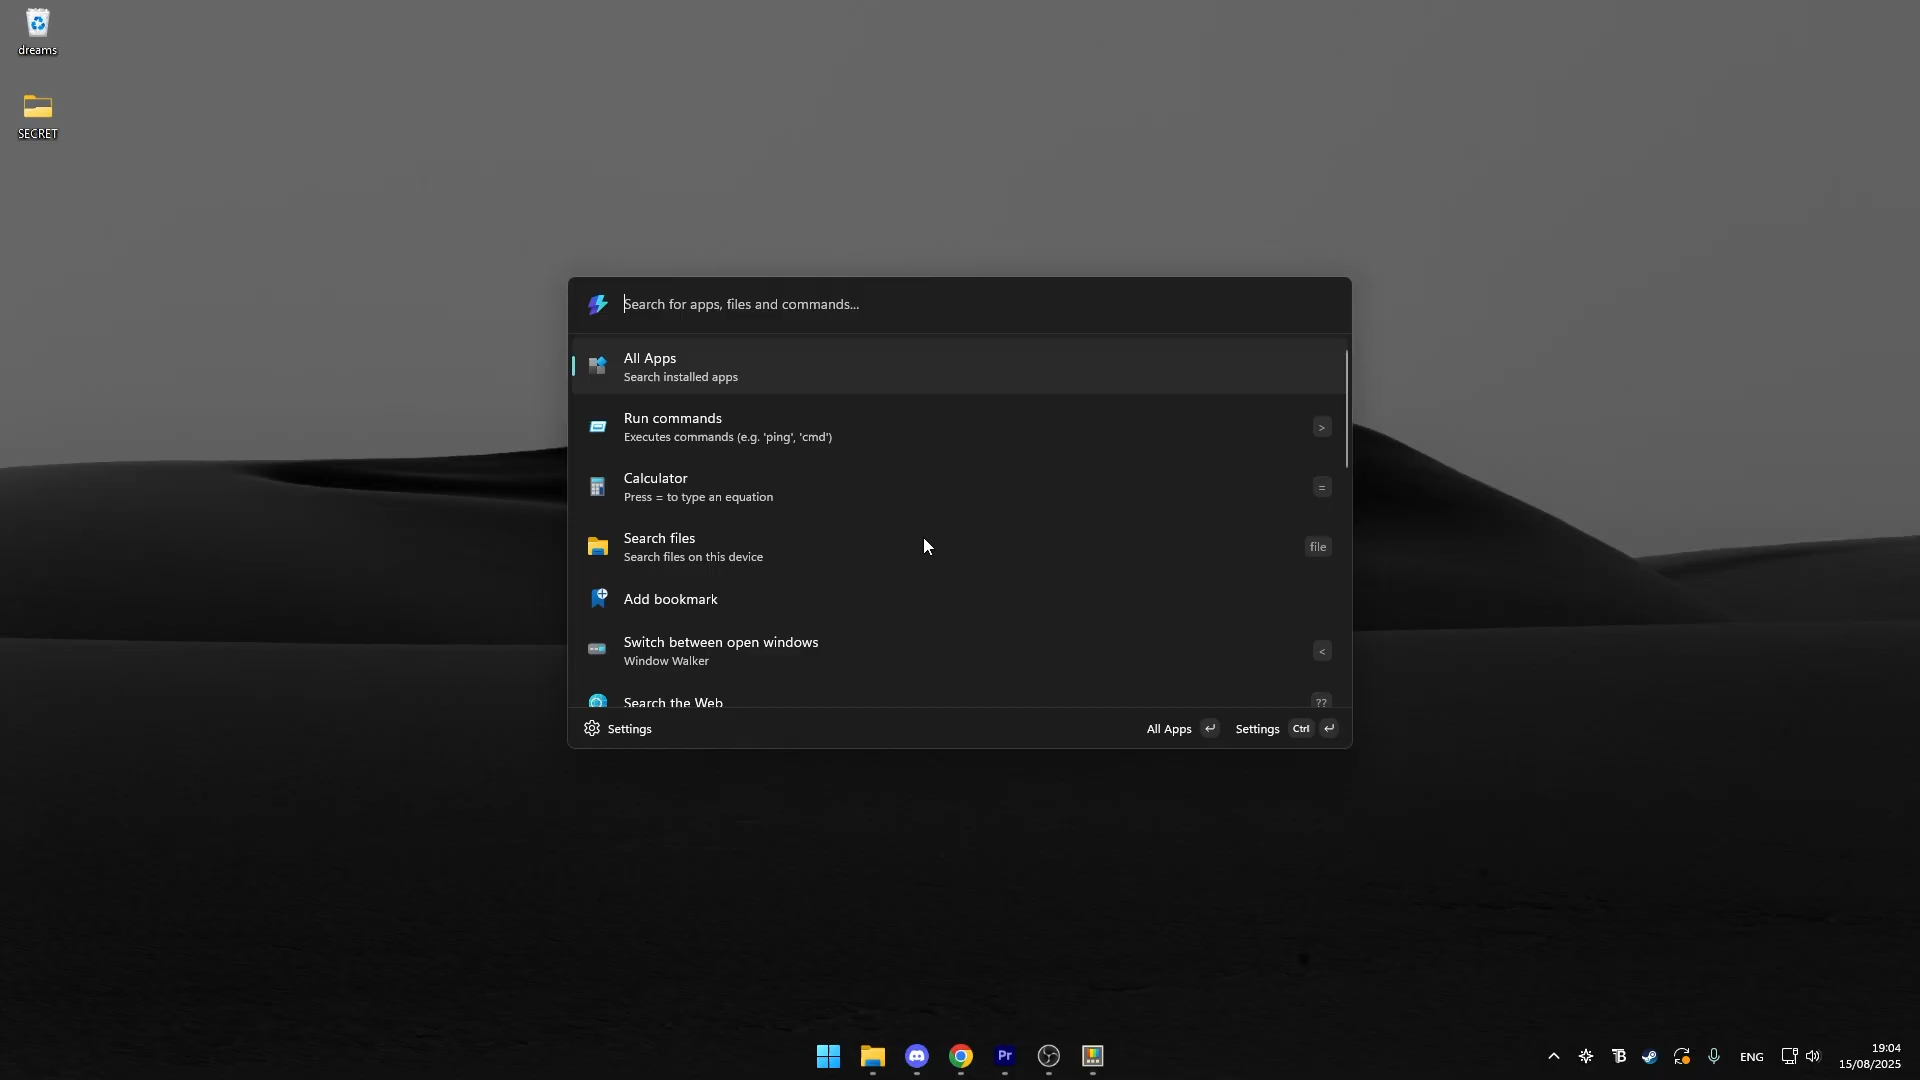 dreams
SECRET
Search for apps, files and commands...
All Apps
Search installed apps
Run commands
Executes commands (e.g. 'ping', 'cmd')
>
Calculator
Press = to type an equation
=
Search files
Search files on this device
file
Add bookmark
Switch between open windows
Window Walker
<
Search the Web
??
Settings
All Apps
Settings Ctrl
Pr
TB
ENG
19:04
15/08/2025